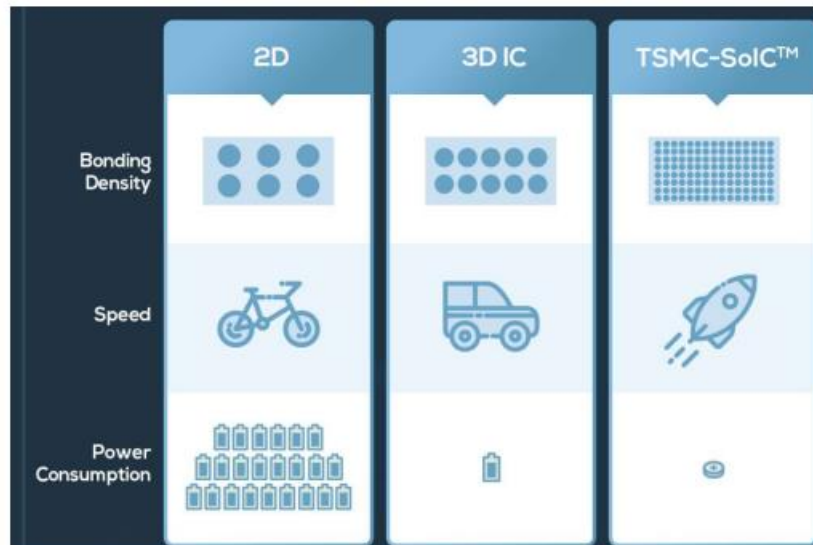 2D
3D IC
TSMC-SoIC™
Bonding
Density
Speed
Power
Consumption